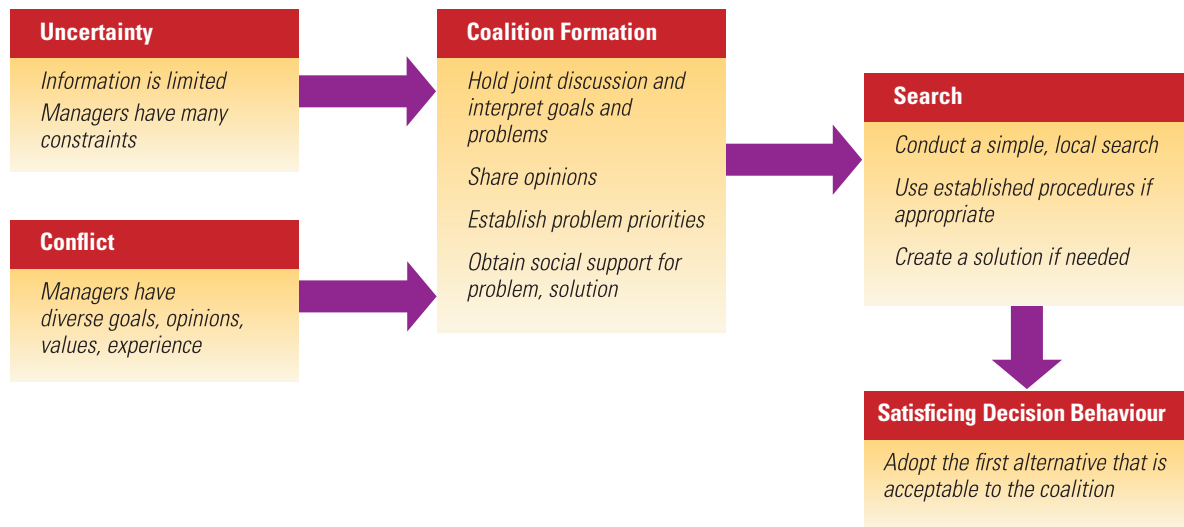 Uncertainty
Information is limited
Managers have many
constraints
Conflict
Managers have
diverse goals, opinions,
values, experience
Coalition Formation
Hold joint discussion and
interpret goals and
problems
Share opinions
Establish problem priorities
Obtain social support for
problem, solution
Search
Conduct a simple, local search
Use established procedures if
appropriate
Create a solution if needed
Satisficing Decision Behaviour
Adopt the first alternative that is
acceptable to the coalition